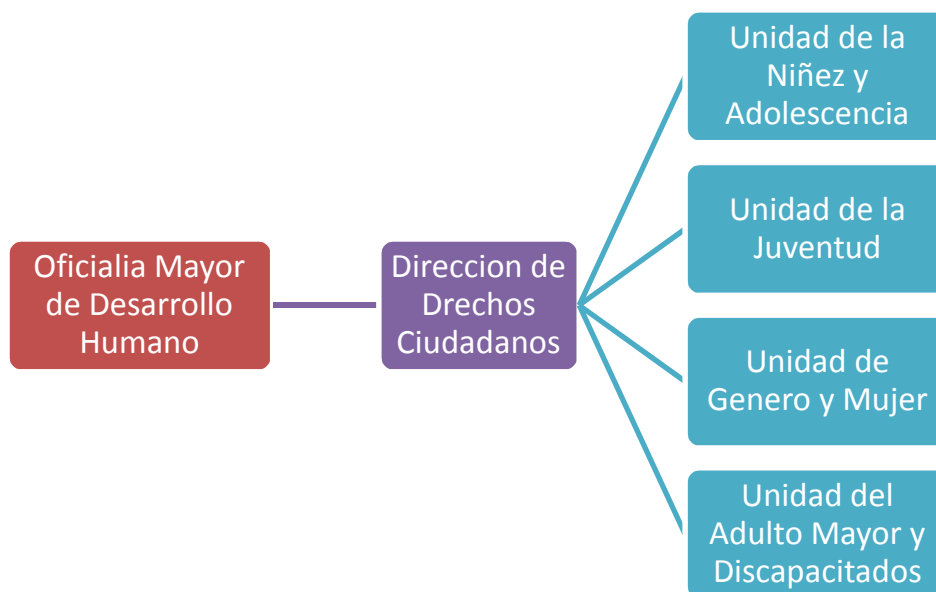 Oficialia Mayor
de Desarrollo
Humano
Direccion de
Drechos
Ciudadanos
Unidad de la
Niñez y
Adolescencia
Unidad de la
Juventud
Unidad de
Genero y Mujer
Unidad del
Adulto Mayor y
Discapacitados